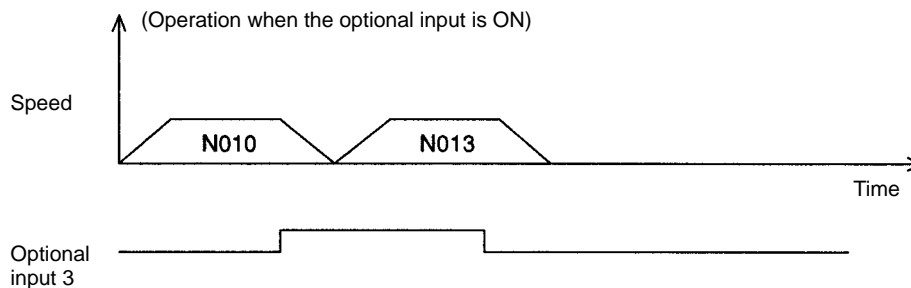 (Operation when the optional input is ON)
Speed
N010
N013
Time
Optional
input 3